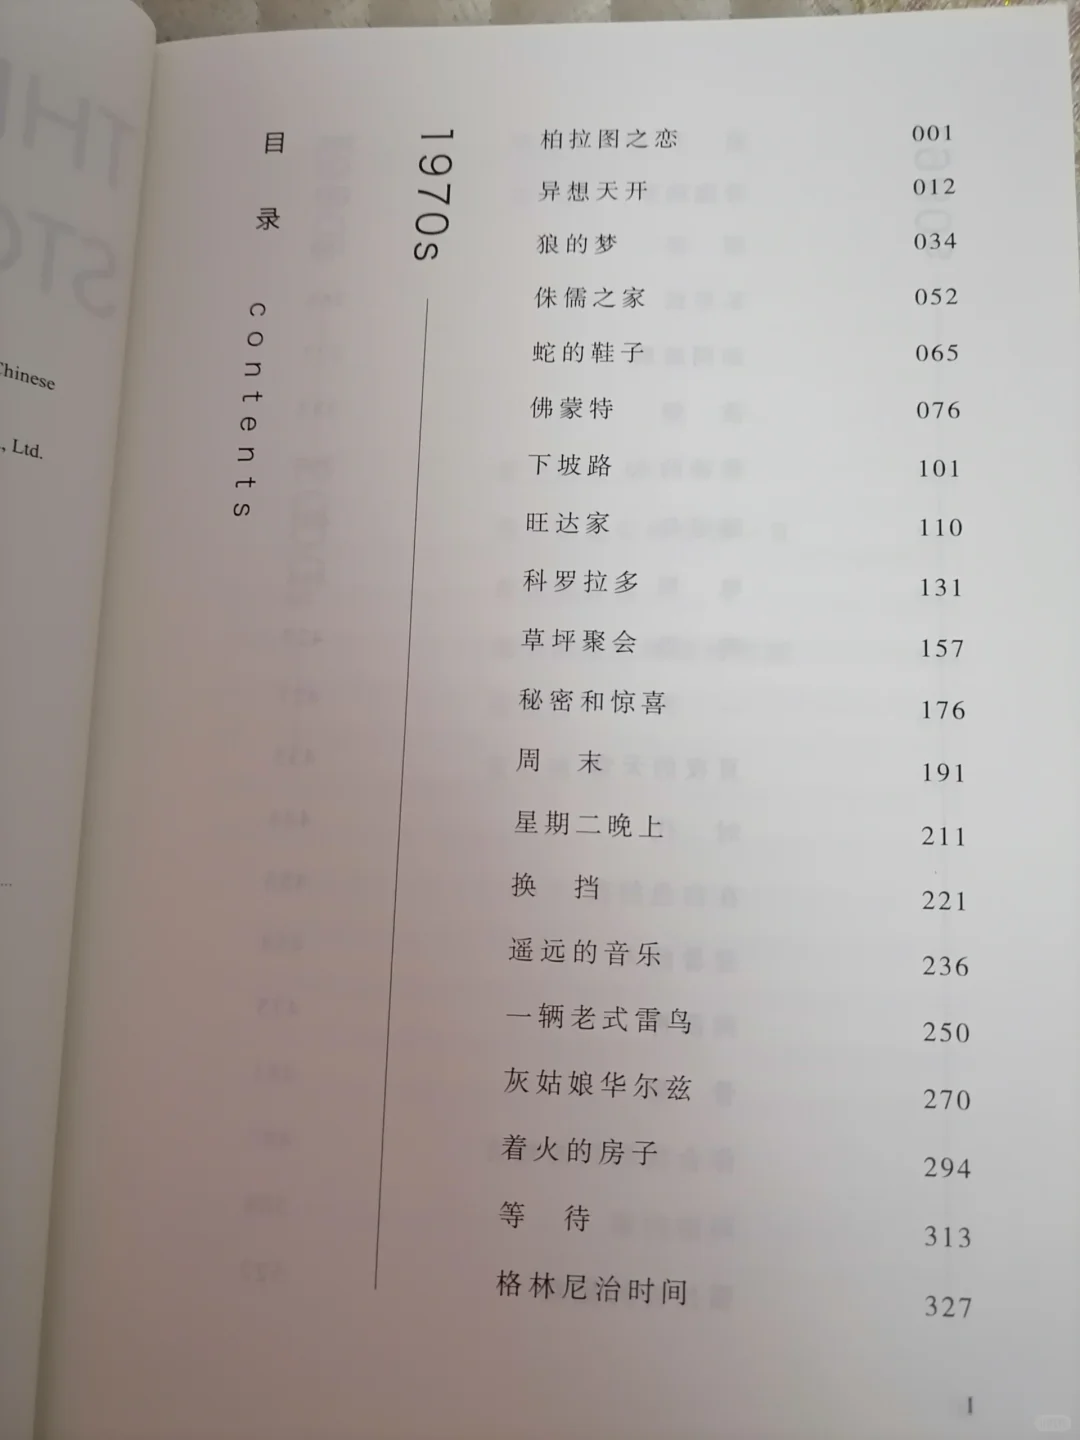 THE
STO
Chinese
, Ltd.
目录
contents
1970s
柏拉图之恋 001
异想天开 012
狼的梦 034
侏儒之家 052
蛇的鞋子 065
佛蒙特 076
下坡路 101
旺达家 110
科罗拉多 131
草坪聚会 157
秘密和惊喜 176
周 末 191
星期二晚上 211
换 挡 221
遥远的音乐 236
一辆老式雷鸟 250
灰姑娘华尔兹 270
着火的房子 294
等 待 313
格林尼治时间 327
I